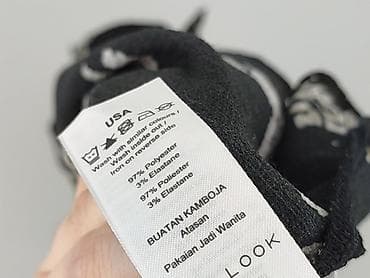 USA
Wash with similar colours /
Wash inside out /
Iron on reverse side
97% Polyester
3% Elastane
97% Poliester
3% Elastane
BUATAN KAMBOJA
Atasan
Pakaian Jadi Wanita
LOOK